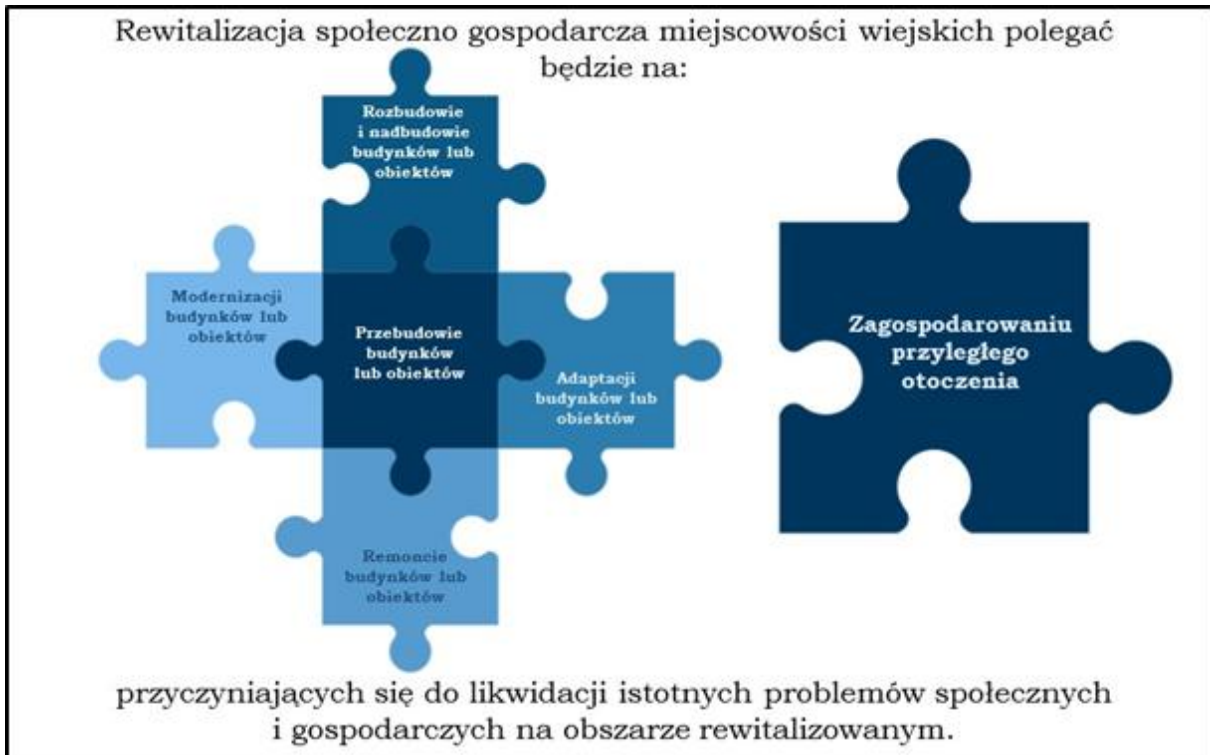 Rewitalizacja społeczno gospodarcza miejscowości wiejskich polegać
będzie na:
Rozbudowie
i nadbudowie
budynków lub
obiektów
Modernizacji
budynków lub
obiektów
Przebudowie
budynków
lub obiektów
Adaptacji
budynków lub
obiektów
Remoncie
budynków lub
obiektów
Zagospodarowaniu
przyległego
otoczenia
przyczyniających się do likwidacji istotnych problemów społecznych
i gospodarczych na obszarze rewitalizowanym.